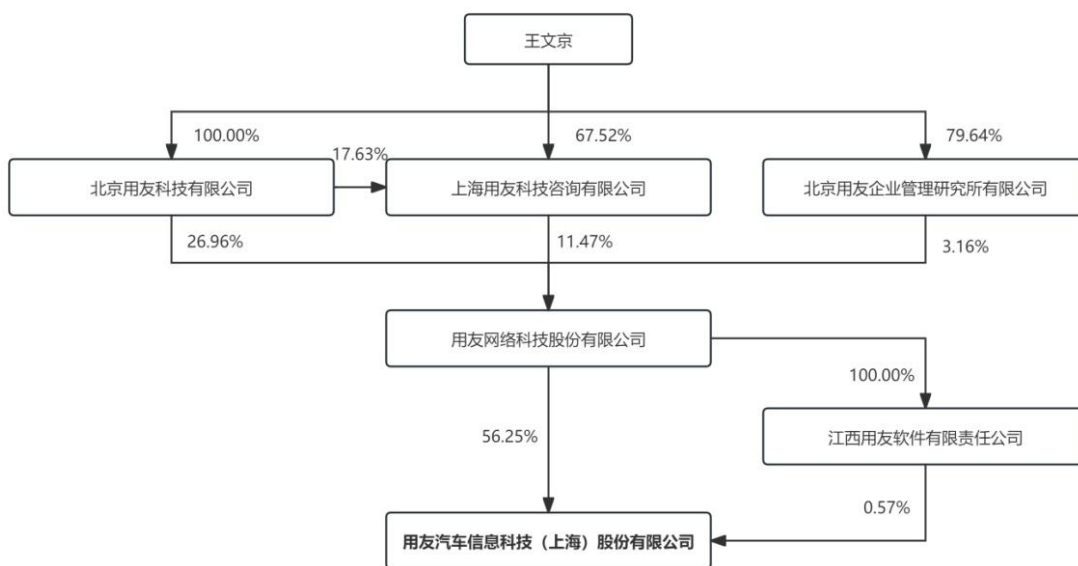 王文京
100.00%
67.52%
79.64%
17.63%
北京用友科技有限公司
上海用友科技咨询有限公司
北京用友企业管理研究所有限公司
26.96%
11.47%
3.16%
用友网络科技股份有限公司
100.00%
56.25%
江西用友软件有限责任公司
0.57%
用友汽车信息科技（上海）股份有限公司